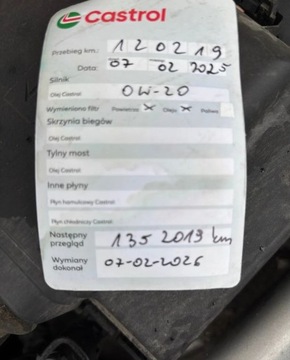 Castrol
Przebieg km.: 120219
Data: 07 02 2025
Silnik
Olej Castrol: 0W-20
Wymieniono filtr: Powietrza Oleju Paliwa
Skrzynia biegów
Olej Castrol:
Tylny most
Olej Castrol:
Inne płyny
Płyn hamulcowy Castrol:
Płyn chłodniczy Castrol:
Następny przegląd 135 2019 km
Wymiany dokonał 07-02-2026